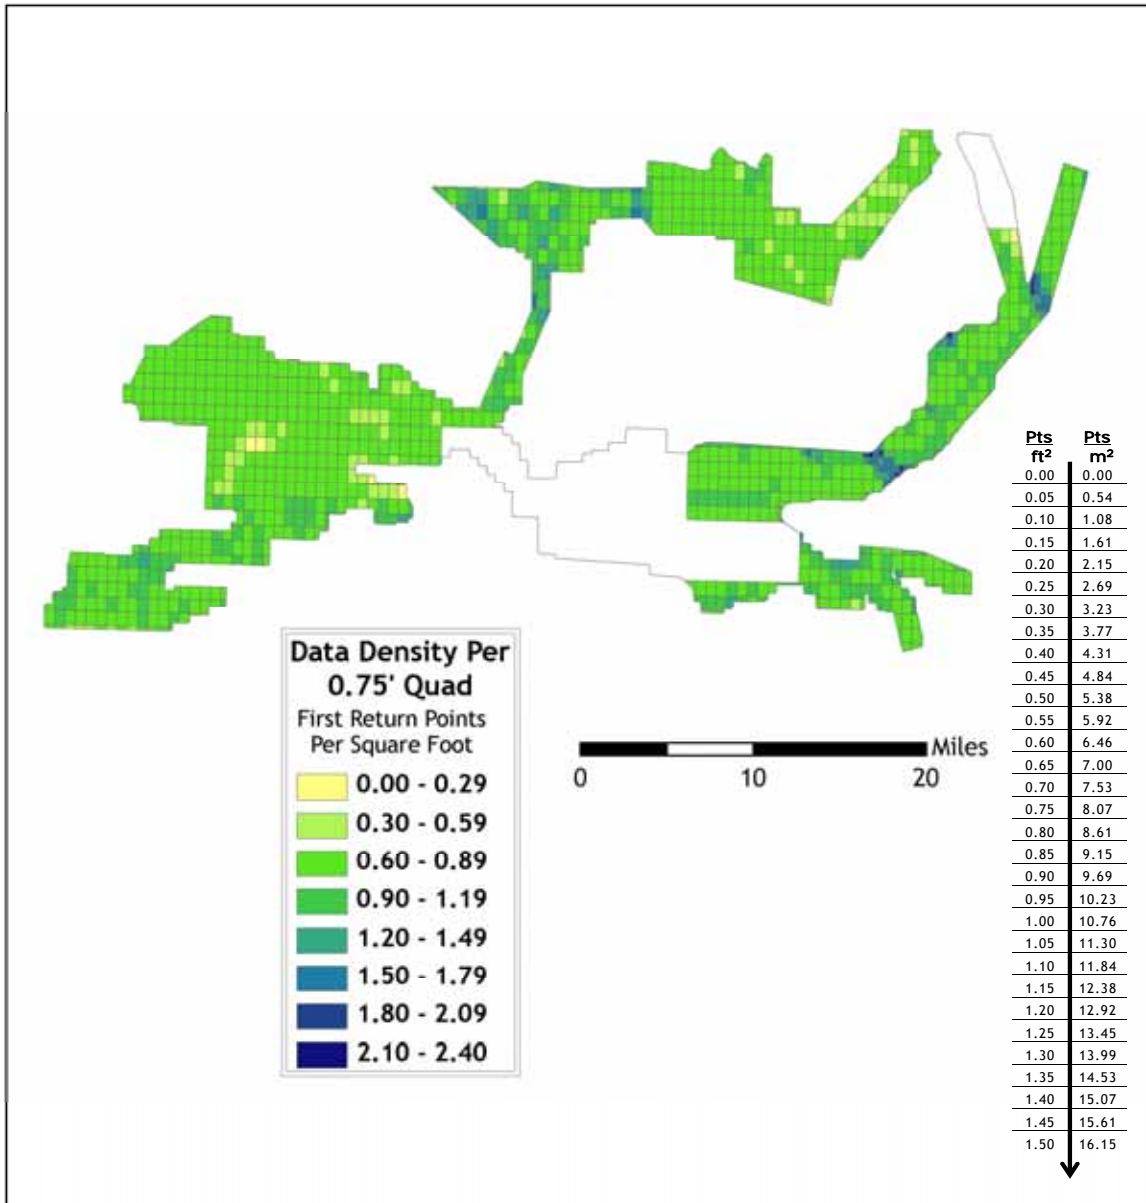 Pts Pts
ft² m²
0.00 0.00
0.05 0.54
0.10 1.08
0.15 1.61
0.20 2.15
0.25 2.69
0.30 3.23
0.35 3.77
0.40 4.31
0.45 4.84
0.50 5.38
0.55 5.92
0.60 6.46
0.65 7.00
0.70 7.53
0.75 8.07
0.80 8.61
0.85 9.15
0.90 9.69
0.95 10.23
1.00 10.76
1.05 11.30
1.10 11.84
1.15 12.38
1.20 12.92
1.25 13.45
1.30 13.99
1.35 14.53
1.40 15.07
1.45 15.61
1.50 16.15
Data Density Per
0.75' Quad
First Return Points
Per Square Foot
0.00 - 0.29
0.30 - 0.59
0.60 - 0.89
0.90 - 1.19
1.20 - 1.49
1.50 - 1.79
1.80 - 2.09
2.10 - 2.40
Miles
0 10 20